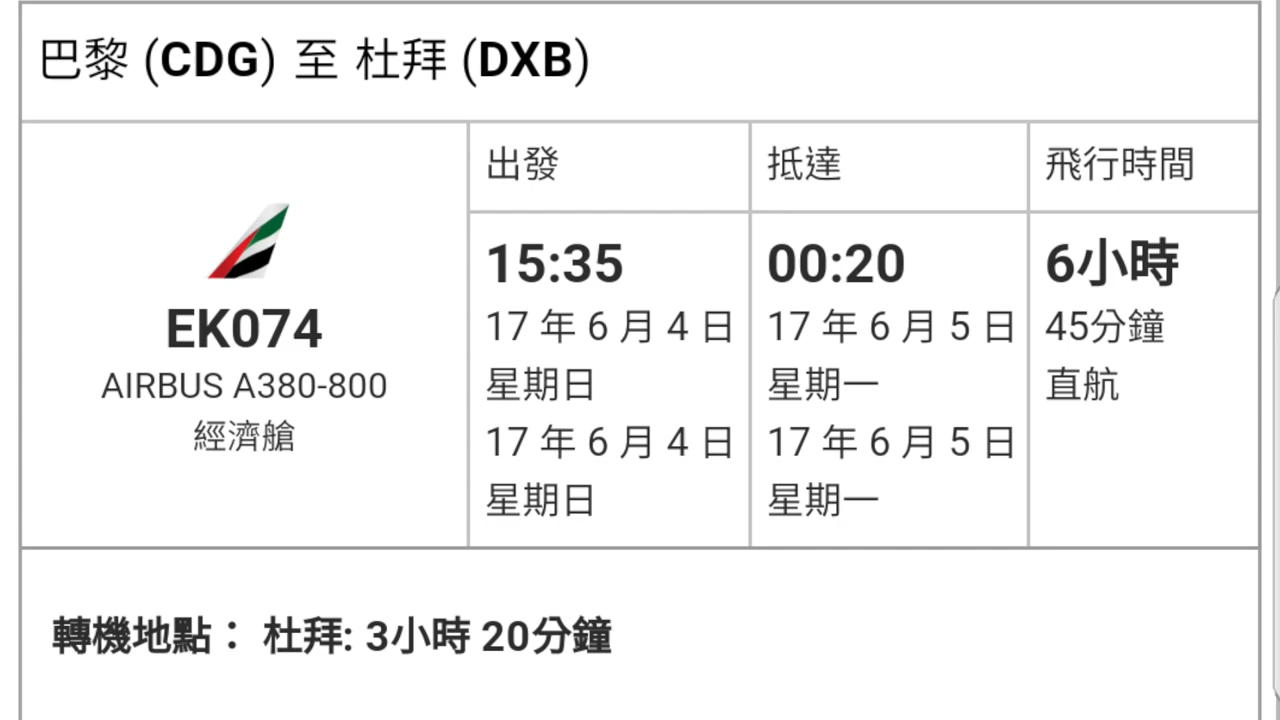 巴黎 (CDG) 至 杜拜 (DXB)
出發
抵達
飛行時間
EK074
AIRBUS A380-800
經濟艙
15:35
17 年 6 月 4 日
星期日
17 年 6 月 4 日
星期日
00:20
17 年 6 月 5 日
星期一
17 年 6 月 5 日
星期一
6小時
45分鐘
直航
轉機地點： 杜拜: 3小時 20分鐘